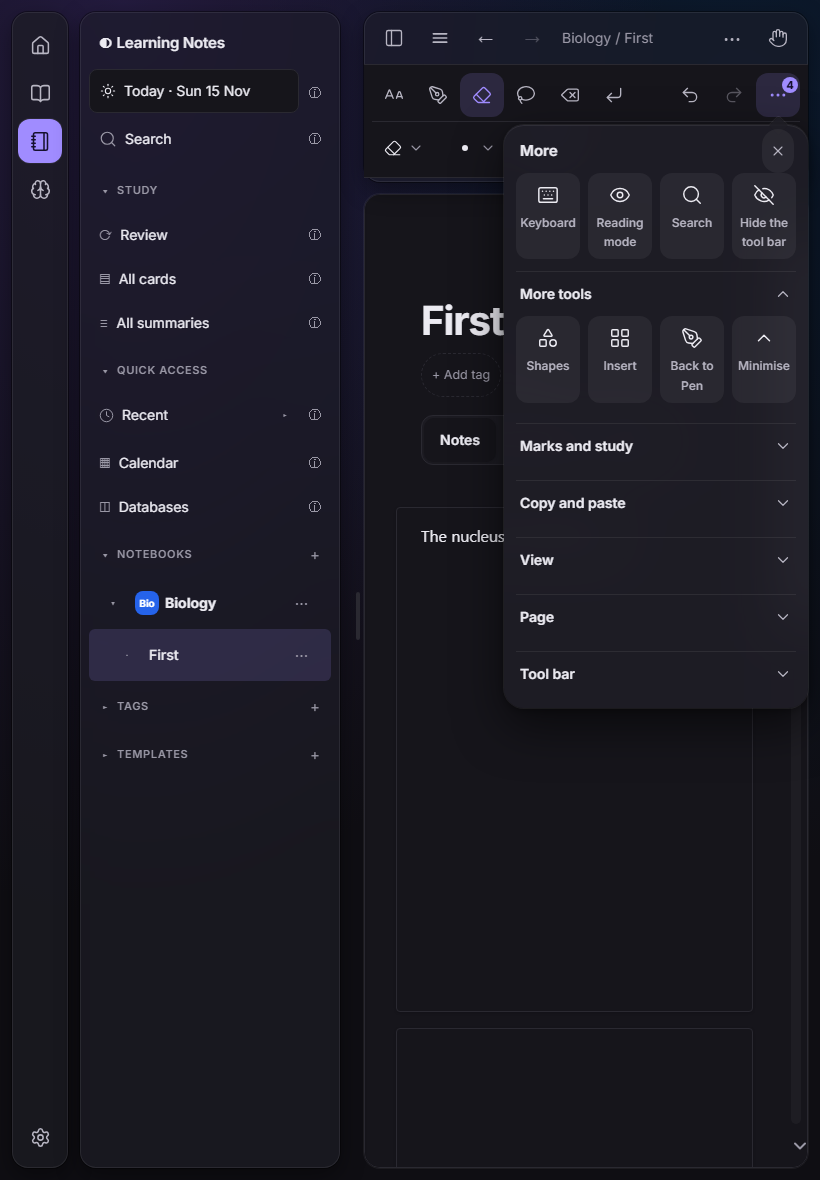 Learning Notes
Today · Sun 15 Nov
Search
STUDY
Review
All cards
All summaries
QUICK ACCESS
Recent
Calendar
Databases
NOTEBOOKS
Bio Biology
First
TAGS
TEMPLATES
Biology / First
AA
4
More
Keyboard
Reading mode
Search
Hide the tool bar
More tools
Shapes
Insert
Back to Pen
Minimise
Marks and study
Copy and paste
View
Page
Tool bar
First
+ Add tag
Notes
The nucleus